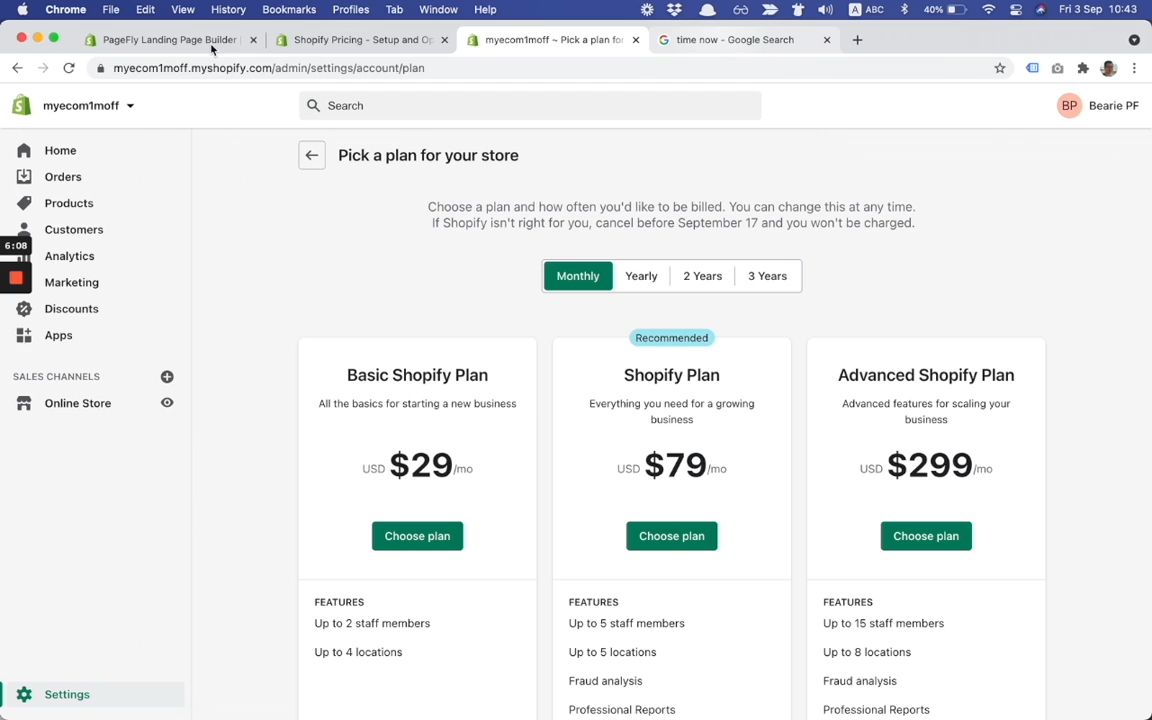 Chrome File Edit View History Bookmarks Profiles Tab Window Help A ABC 40% Fri 3 Sep 10:43
PageFly Landing Page Builder Shopify Pricing - Setup and Op myecom1moff ~ Pick a plan for time now - Google Search
myecom1moff.myshopify.com/admin/settings/account/plan
myecom1moff Search BP Bearie PF
Home
Orders
Products
Customers
6:08
Analytics
Marketing
Discounts
Apps
SALES CHANNELS
Online Store
Settings
Pick a plan for your store
Choose a plan and how often you'd like to be billed. You can change this at any time.
If Shopify isn't right for you, cancel before September 17 and you won't be charged.
Monthly Yearly 2 Years 3 Years
Basic Shopify Plan
All the basics for starting a new business
USD $29/mo
Choose plan
FEATURES
Up to 2 staff members
Up to 4 locations
Recommended
Shopify Plan
Everything you need for a growing
business
USD $79/mo
Choose plan
FEATURES
Up to 5 staff members
Up to 5 locations
Fraud analysis
Professional Reports
Advanced Shopify Plan
Advanced features for scaling your
business
USD $299/mo
Choose plan
FEATURES
Up to 15 staff members
Up to 8 locations
Fraud analysis
Professional Reports